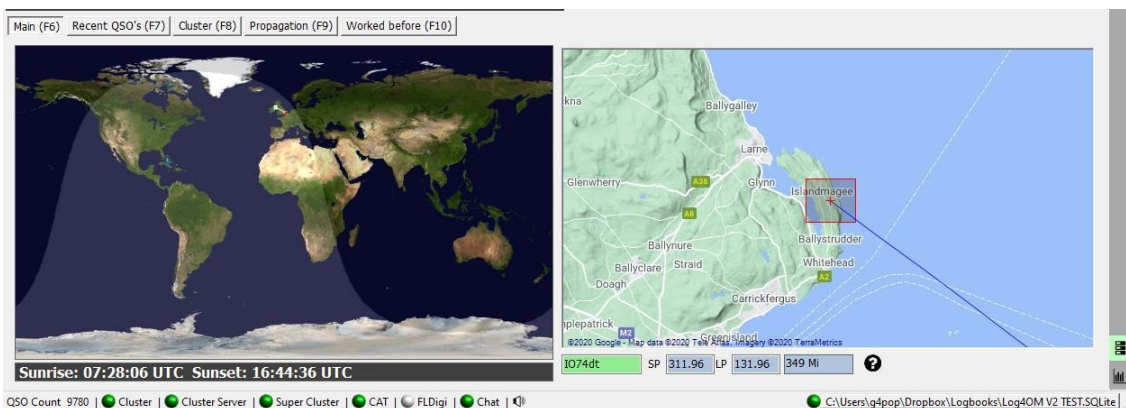 Main (F6) Recent QSO's (F7) Cluster (F8) Propagation (F9) Worked before (F10)
kna
Ballygalley
Larne
Glenwherry
A36
Glynn
Islandmagee
A8
Ballystrudder
Ballynure
Whitehead
Ballyclare
Straid
A2
Doagh
Carrickfergus
mplepatrick
M2
Greenisland
©2020 Google - Map data ©2020 Tele Atlas, Imagery ©2020 TerraMetrics
IO74dt SP 311.96 LP 131.96 349 Mi ?
Sunrise: 07:28:06 UTC Sunset: 16:44:36 UTC
QSO Count 9780 | Cluster | Cluster Server | Super Cluster | CAT | FLDigi | Chat | C:\Users\g4pop\Dropbox\Logbooks\Log4OM V2 TEST.SQLite